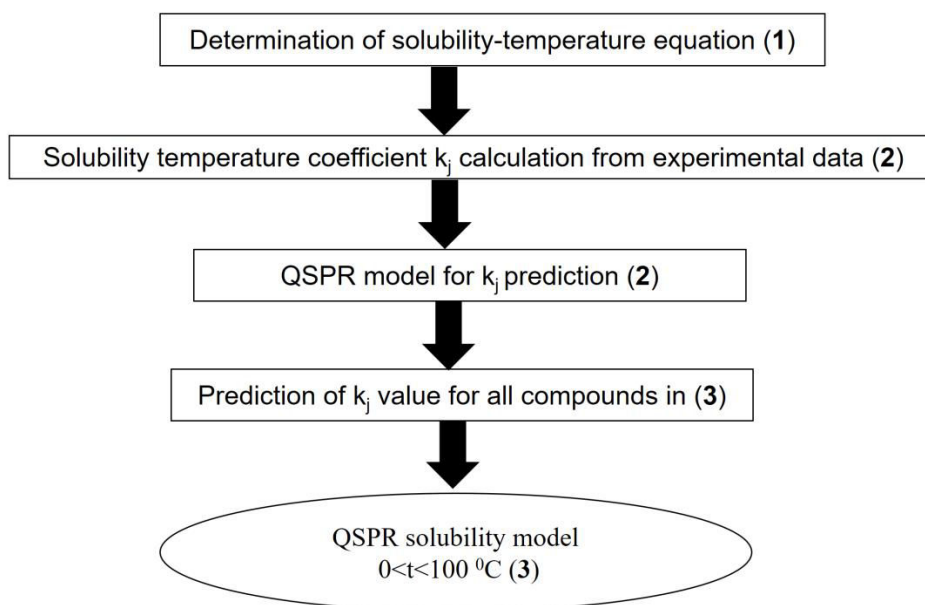 Determination of solubility-temperature equation (1)
Solubility temperature coefficient kj calculation from experimental data (2)
QSPR model for kj prediction (2)
Prediction of kj value for all compounds in (3)
QSPR solubility model
0<t<100 ⁰C (3)